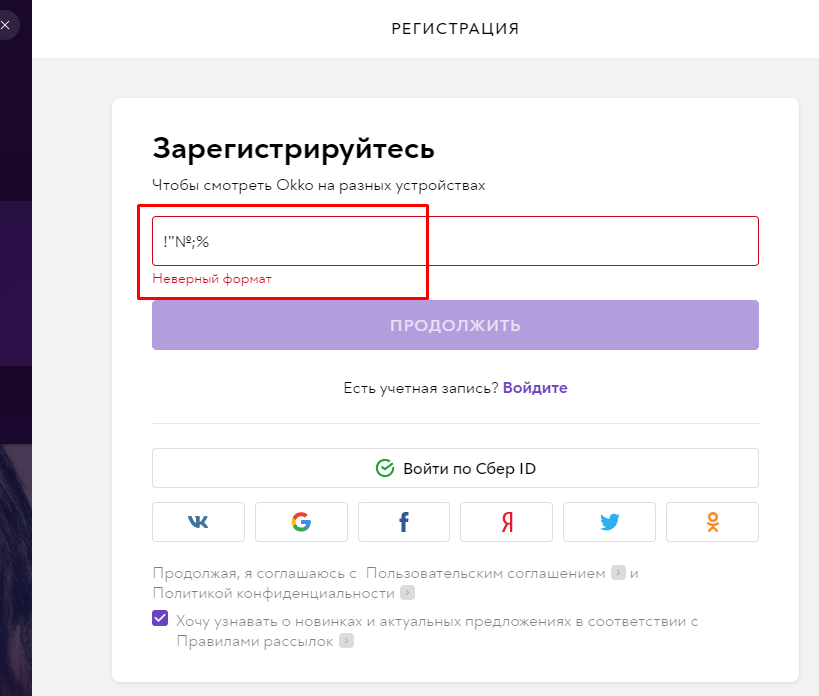 РЕГИСТРАЦИЯ
Зарегистрируйтесь
Чтобы смотреть Okko на разных устройствах
!"№;%
Неверный формат
ПРОДОЛЖИТЬ
Есть учетная запись? Войдите
Войти по Сбер ID
Продолжая, я соглашаюсь с Пользовательским соглашением и
Политикой конфиденциальности
Хочу узнавать о новинках и актуальных предложениях в соответствии с
Правилами рассылок